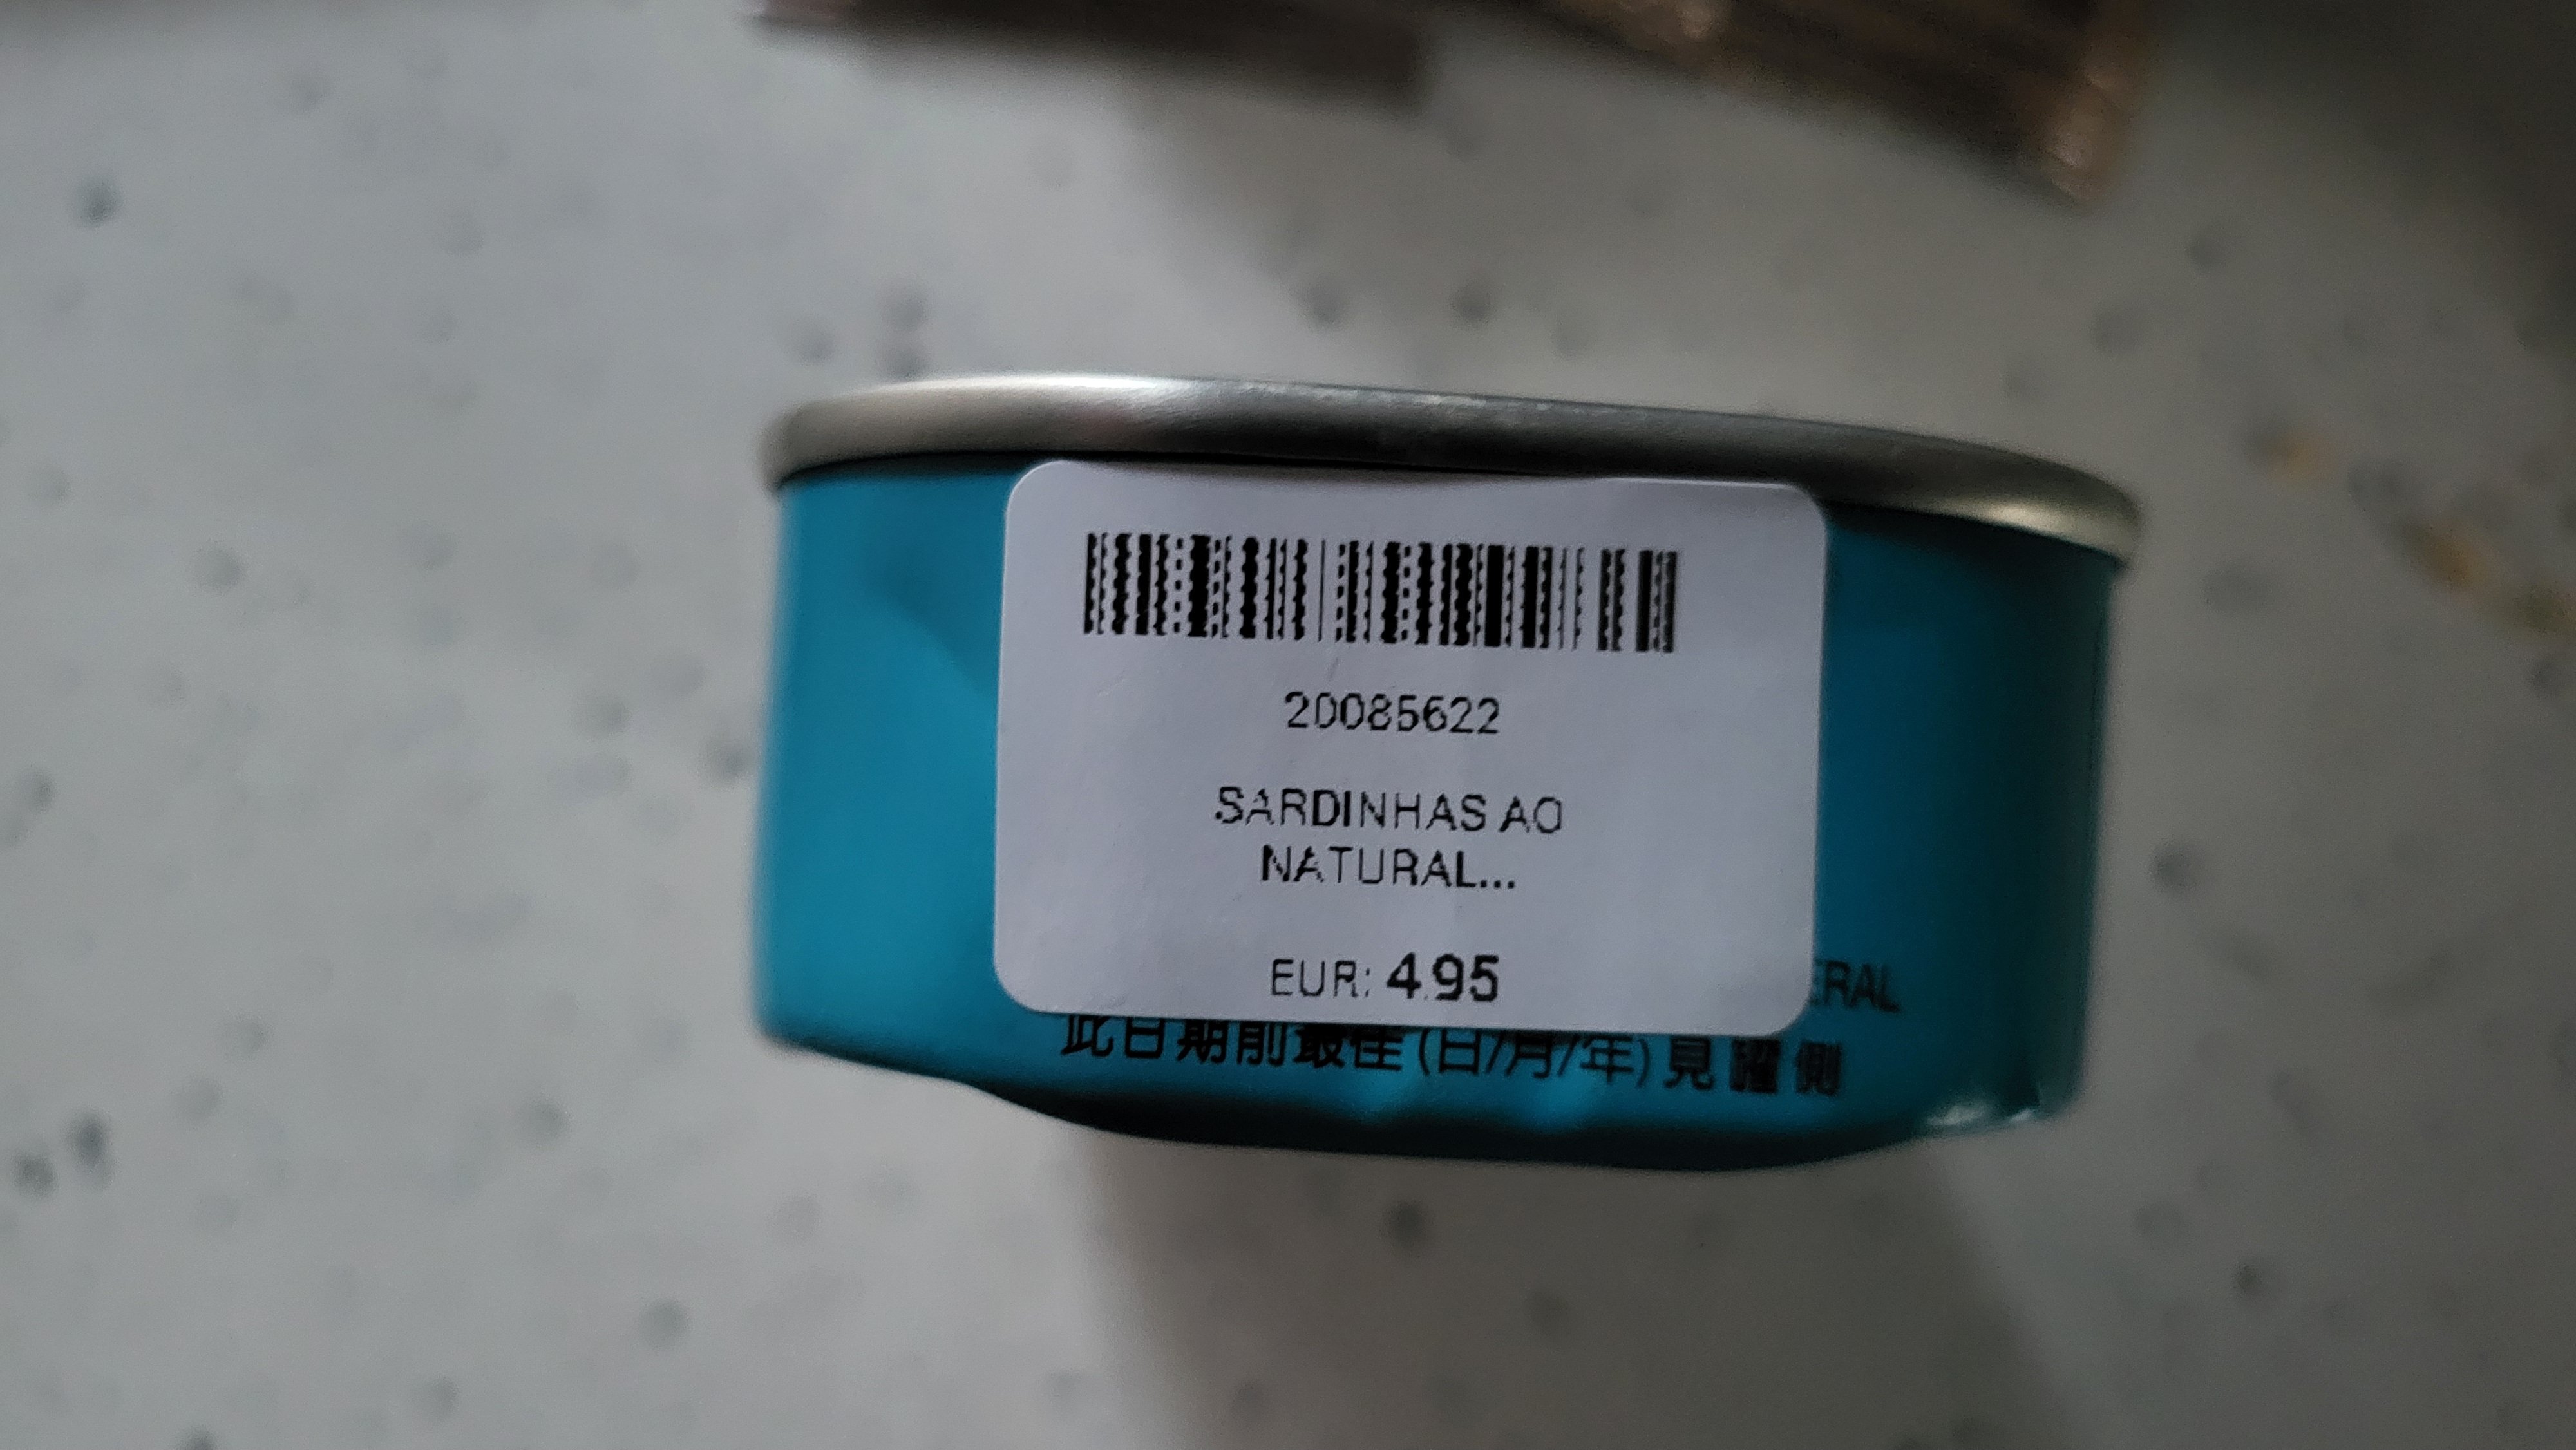 20085622
SARDINHAS AO
NATURAL...
EUR: 4.95
ERAL
此日期前最佳 (日/月/年) 見罐側